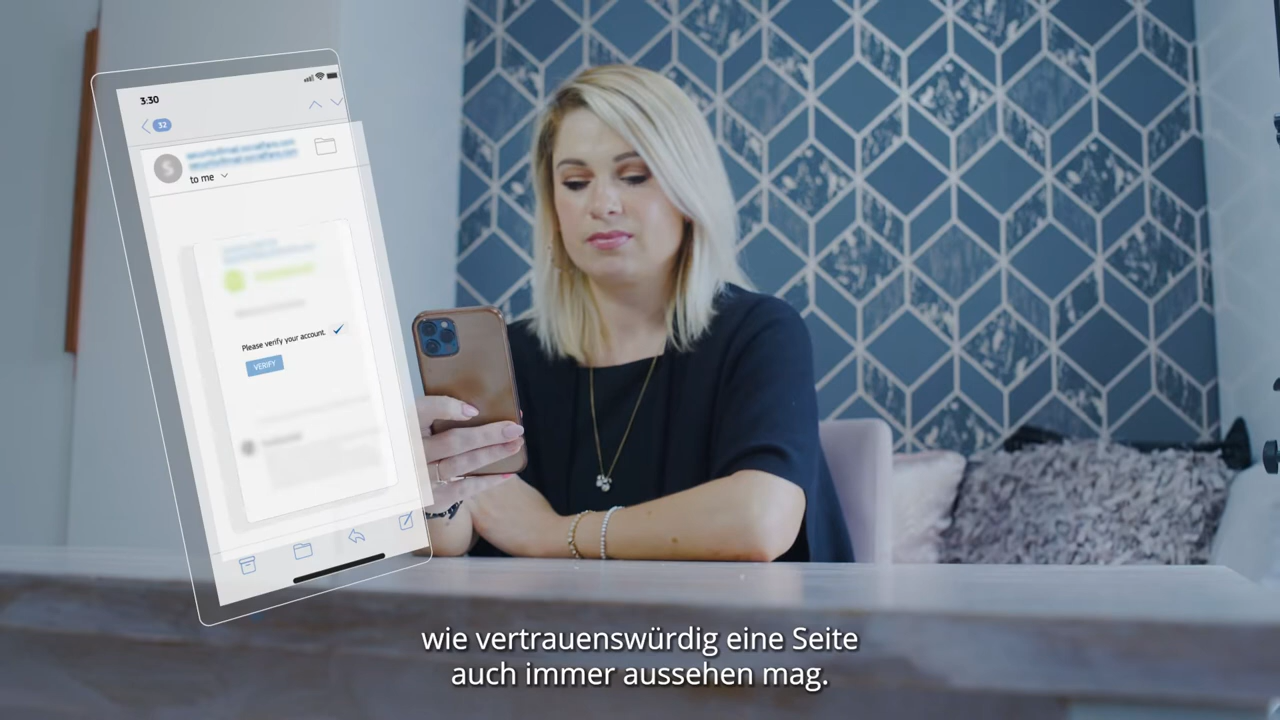 3:30
32
to me
Please verify your account.
VERIFY
wie vertrauenswürdig eine Seite
auch immer aussehen mag.